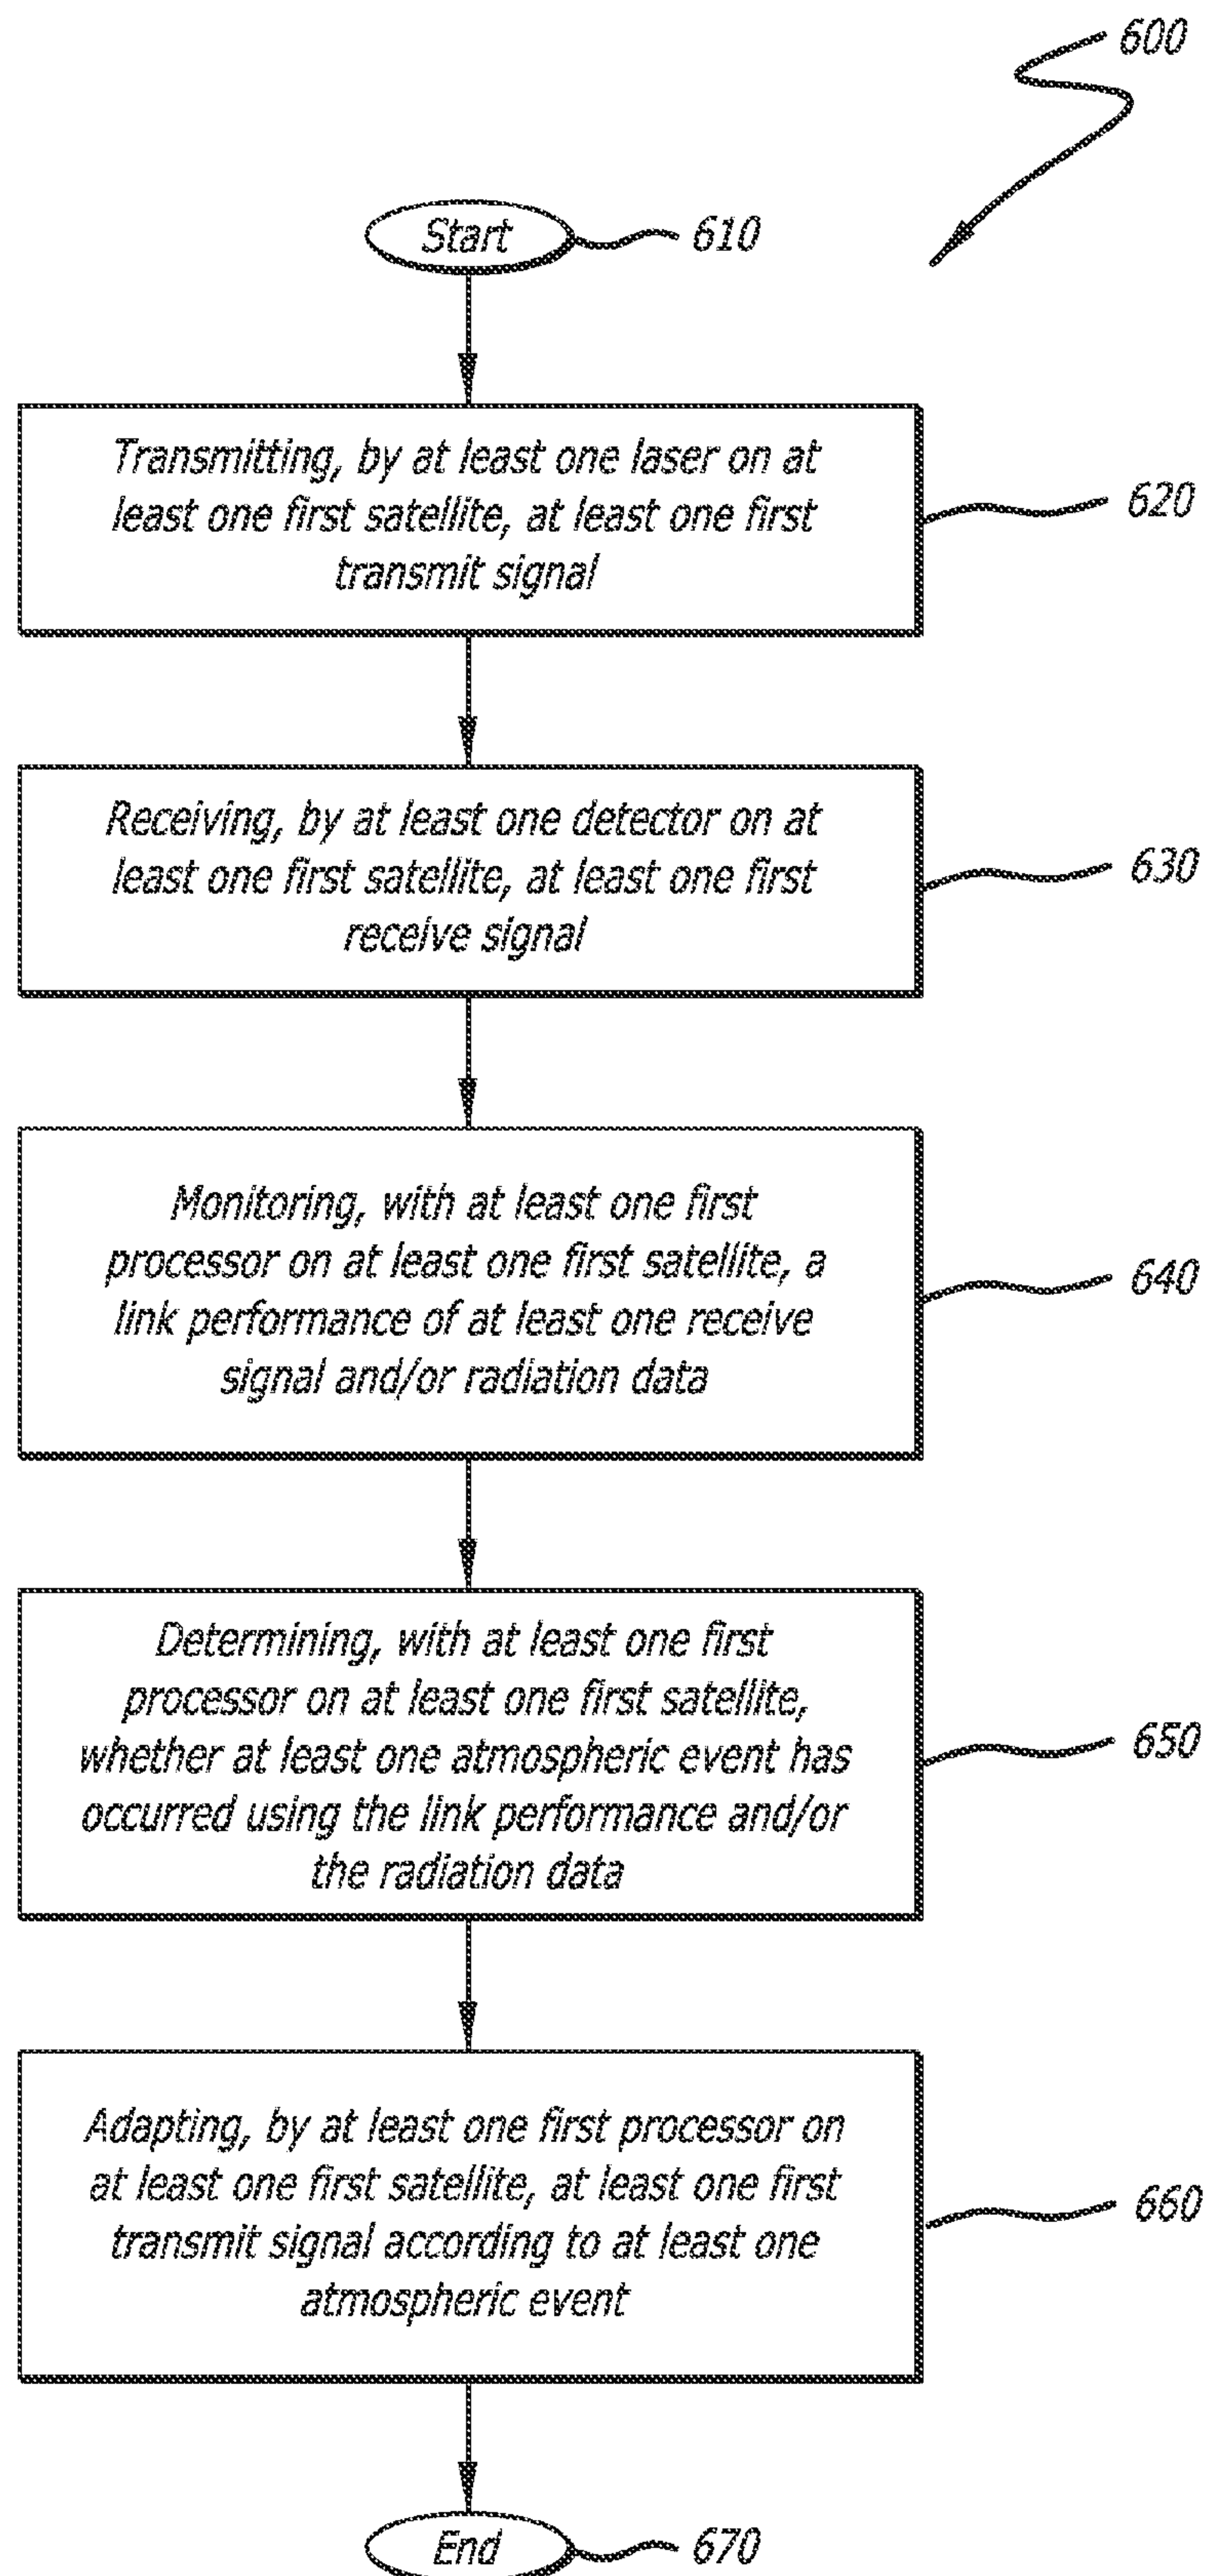 600
Start
610
Transmitting, by at least one laser on at
least one first satellite, at least one first
transmit signal
620
Receiving, by at least one detector on at
least one first satellite, at least one first
receive signal
630
Monitoring, with at least one first
processor on at least one first satellite, a
link performance of at least one receive
signal and/or radiation data
640
Determining, with at least one first
processor on at least one first satellite,
whether at least one atmospheric event has
occurred using the link performance and/or
the radiation data
650
Adapting, by at least one first processor on
at least one first satellite, at least one first
transmit signal according to at least one
atmospheric event
660
End
670